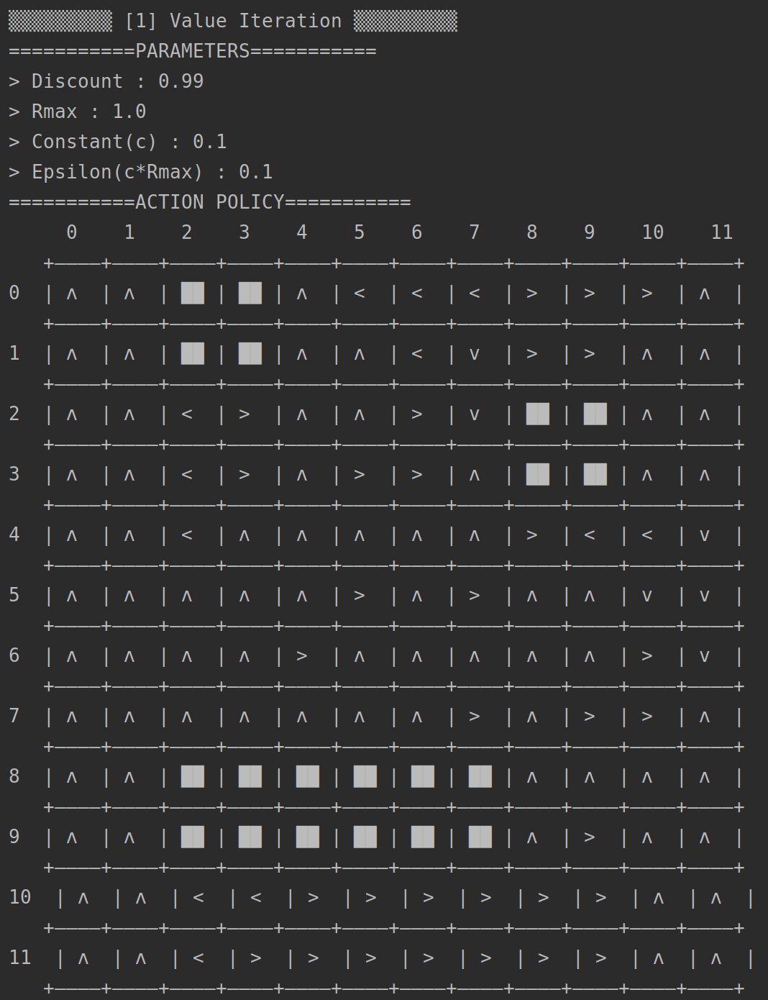 ▒▒▒▒▒▒▒▒▒ [1] Value Iteration ▒▒▒▒▒▒▒▒▒
===========PARAMETERS===========
> Discount : 0.99
> Rmax : 1.0
> Constant(c) : 0.1
> Epsilon(c*Rmax) : 0.1
===========ACTION POLICY===========
     0    1    2    3    4    5    6    7    8    9    10    11
   +————+————+————+————+————+————+————+————+————+————+————+————+
0  | ʌ  | ʌ  | ██ | ██ | ʌ  | <  | <  | <  | >  | >  | >  | ʌ  |
   +————+————+————+————+————+————+————+————+————+————+————+————+
1  | ʌ  | ʌ  | ██ | ██ | ʌ  | ʌ  | <  | v  | >  | >  | ʌ  | ʌ  |
   +————+————+————+————+————+————+————+————+————+————+————+————+
2  | ʌ  | ʌ  | <  | >  | ʌ  | ʌ  | >  | v  | ██ | ██ | ʌ  | ʌ  |
   +————+————+————+————+————+————+————+————+————+————+————+————+
3  | ʌ  | ʌ  | <  | >  | ʌ  | >  | >  | ʌ  | ██ | ██ | ʌ  | ʌ  |
   +————+————+————+————+————+————+————+————+————+————+————+————+
4  | ʌ  | ʌ  | <  | ʌ  | ʌ  | ʌ  | ʌ  | ʌ  | >  | <  | <  | v  |
   +————+————+————+————+————+————+————+————+————+————+————+————+
5  | ʌ  | ʌ  | ʌ  | ʌ  | ʌ  | >  | ʌ  | >  | ʌ  | ʌ  | v  | v  |
   +————+————+————+————+————+————+————+————+————+————+————+————+
6  | ʌ  | ʌ  | ʌ  | ʌ  | >  | ʌ  | ʌ  | ʌ  | ʌ  | ʌ  | >  | v  |
   +————+————+————+————+————+————+————+————+————+————+————+————+
7  | ʌ  | ʌ  | ʌ  | ʌ  | ʌ  | ʌ  | ʌ  | >  | ʌ  | >  | >  | ʌ  |
   +————+————+————+————+————+————+————+————+————+————+————+————+
8  | ʌ  | ʌ  | ██ | ██ | ██ | ██ | ██ | ██ | ʌ  | ʌ  | ʌ  | ʌ  |
   +————+————+————+————+————+————+————+————+————+————+————+————+
9  | ʌ  | ʌ  | ██ | ██ | ██ | ██ | ██ | ██ | ʌ  | >  | ʌ  | ʌ  |
   +————+————+————+————+————+————+————+————+————+————+————+————+
10  | ʌ  | ʌ  | <  | <  | >  | >  | >  | >  | >  | >  | ʌ  | ʌ  |
   +————+————+————+————+————+————+————+————+————+————+————+————+
11  | ʌ  | ʌ  | <  | >  | >  | >  | >  | >  | >  | >  | ʌ  | ʌ  |
   +————+————+————+————+————+————+————+————+————+————+————+————+